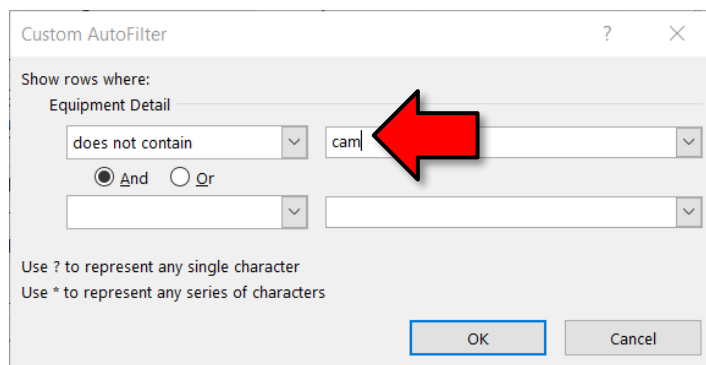 Custom AutoFilter ?
Show rows where:
Equipment Detail
does not contain cam
And Or
Use ? to represent any single character
Use * to represent any series of characters
OK Cancel